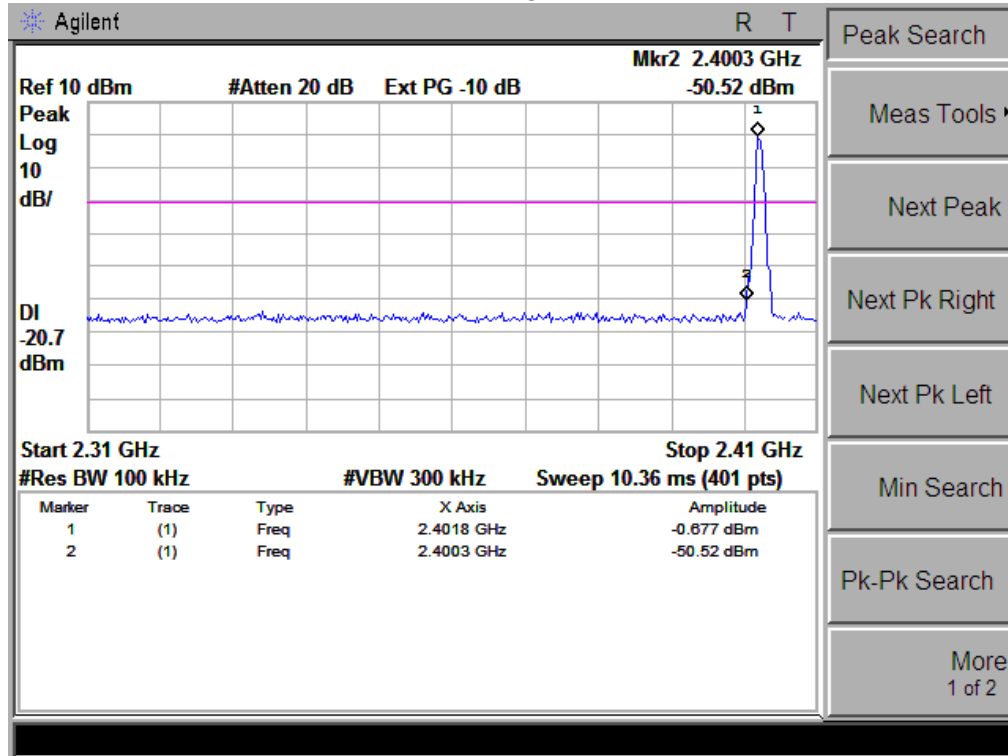 Agilent R T
Mkr2 2.4003 GHz
Ref 10 dBm #Atten 20 dB Ext PG -10 dB -50.52 dBm
Peak
Log
10
dB/
1
2
DI
-20.7
dBm
Start 2.31 GHz Stop 2.41 GHz
#Res BW 100 kHz #VBW 300 kHz Sweep 10.36 ms (401 pts)
Marker Trace Type X Axis Amplitude
1 (1) Freq 2.4018 GHz -0.677 dBm
2 (1) Freq 2.4003 GHz -50.52 dBm
Peak Search
Meas Tools
Next Peak
Next Pk Right
Next Pk Left
Min Search
Pk-Pk Search
More
1 of 2